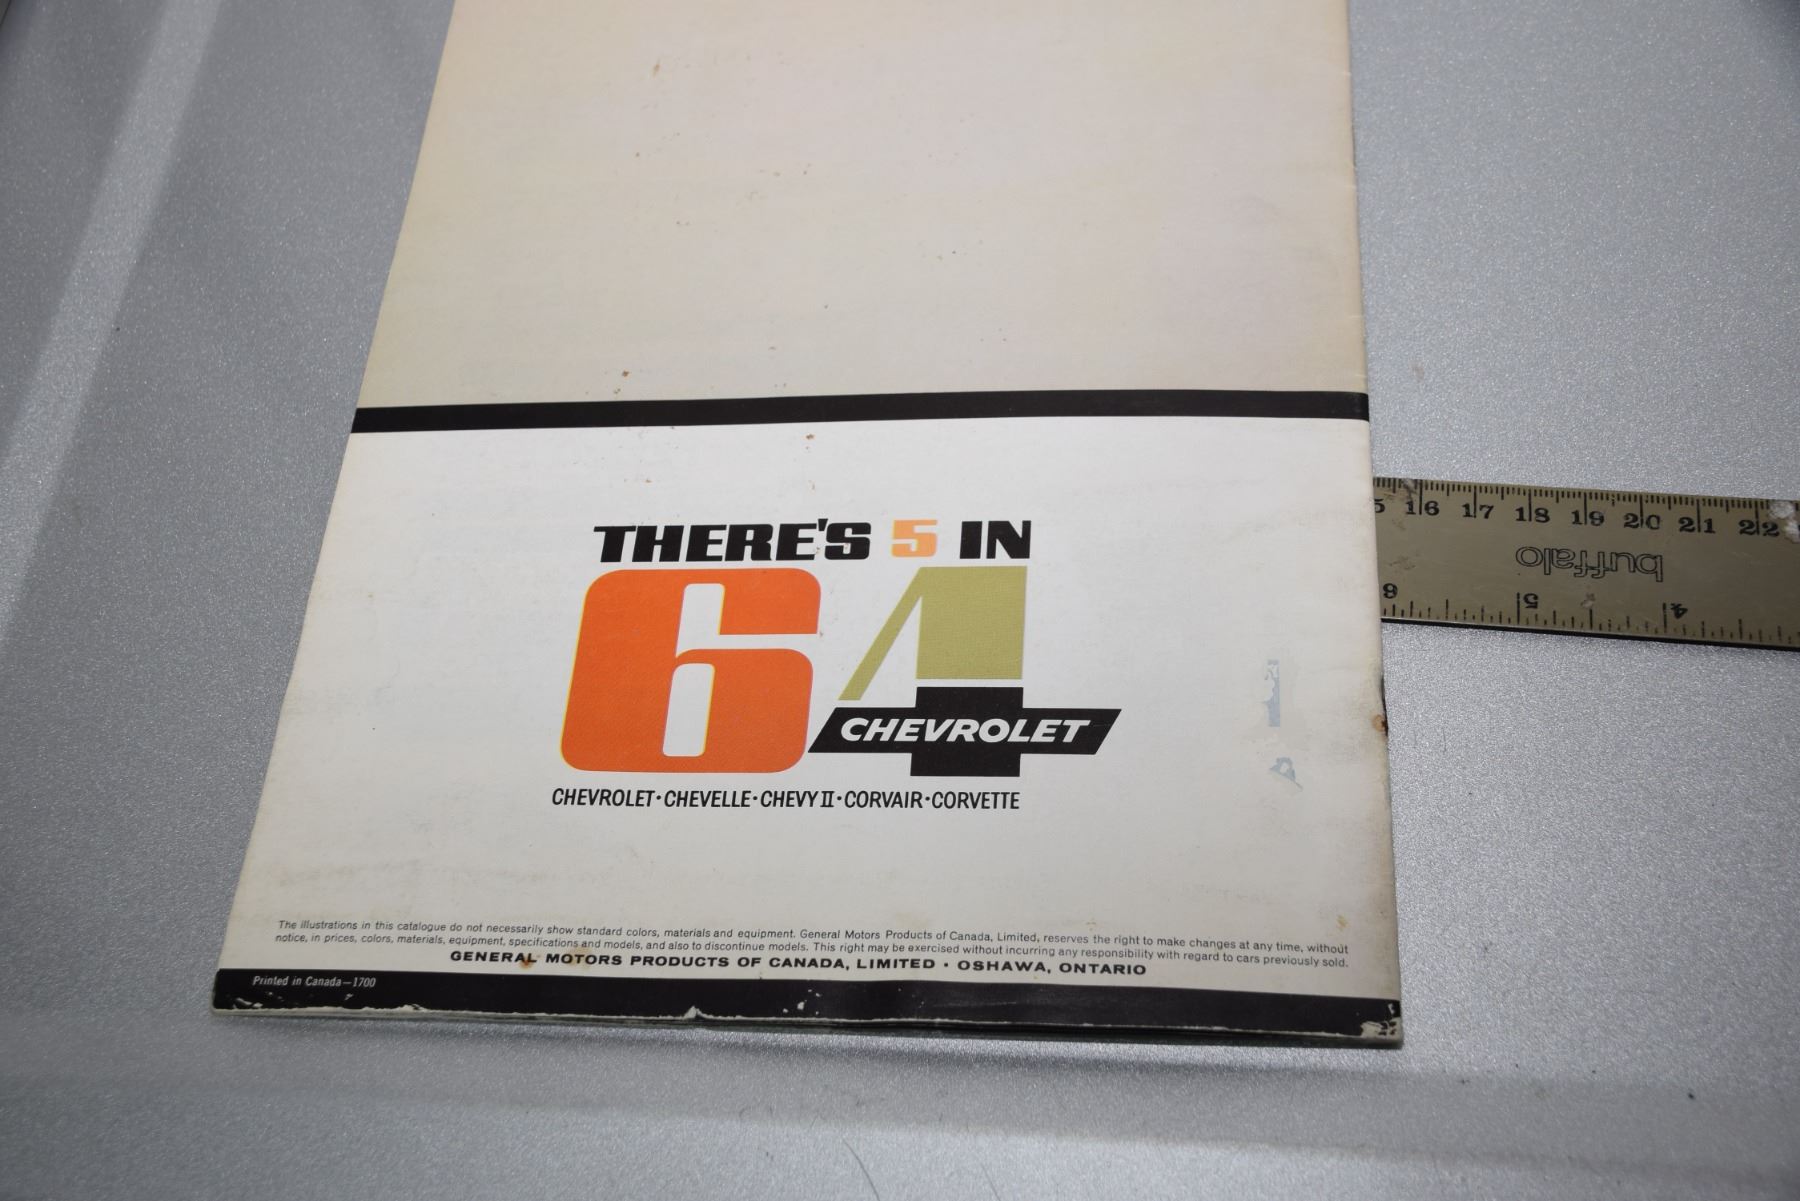 THERE'S 5 IN
64
CHEVROLET
CHEVROLET·CHEVELLE·CHEVY II·CORVAIR·CORVETTE
The illustrations in this catalogue do not necessarily show standard colors, materials and equipment. General Motors Products of Canada, Limited, reserves the right to make changes at any time, without
notice, in prices, colors, materials, equipment, specifications and models, and also to discontinue models. This right may be exercised without incurring any responsibility with regard to cars previously sold.
GENERAL MOTORS PRODUCTS OF CANADA, LIMITED · OSHAWA, ONTARIO
Printed in Canada—1700
5 16 17 18 19 20 21 22
buffalo
6 5 4